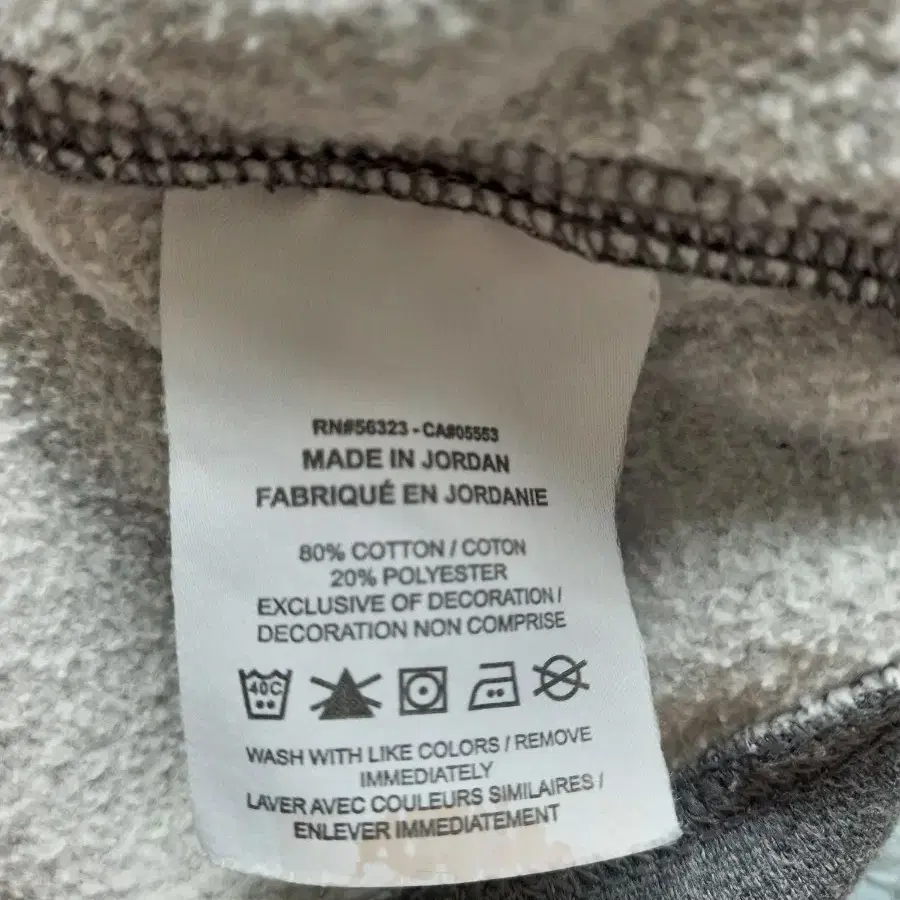 RN#56323 - CA#05553
MADE IN JORDAN
FABRIQUÉ EN JORDANIE
80% COTTON / COTON
20% POLYESTER
EXCLUSIVE OF DECORATION /
DECORATION NON COMPRISE
40C
WASH WITH LIKE COLORS / REMOVE
IMMEDIATELY
LAVER AVEC COULEURS SIMILAIRES /
ENLEVER IMMEDIATEMENT